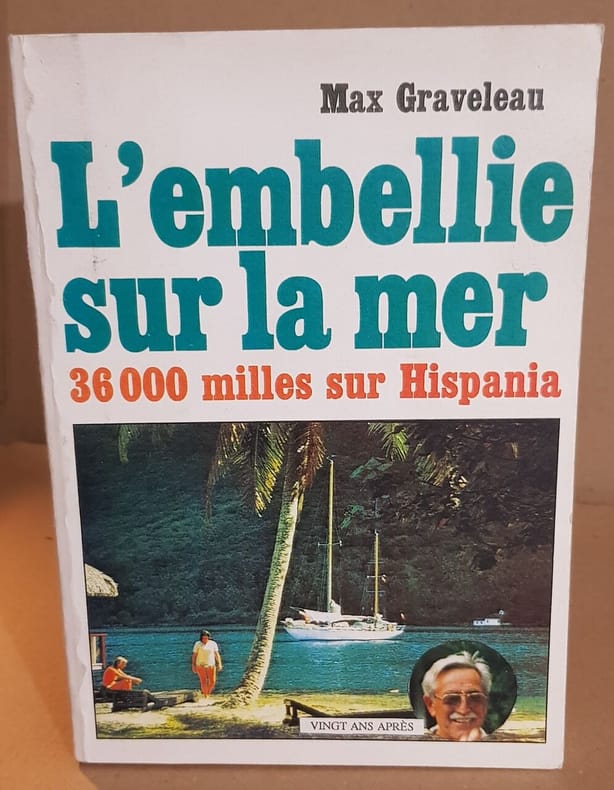 Max Graveleau
L'embellie
sur la mer
36 000 milles sur Hispania
VINGT ANS APRÈS